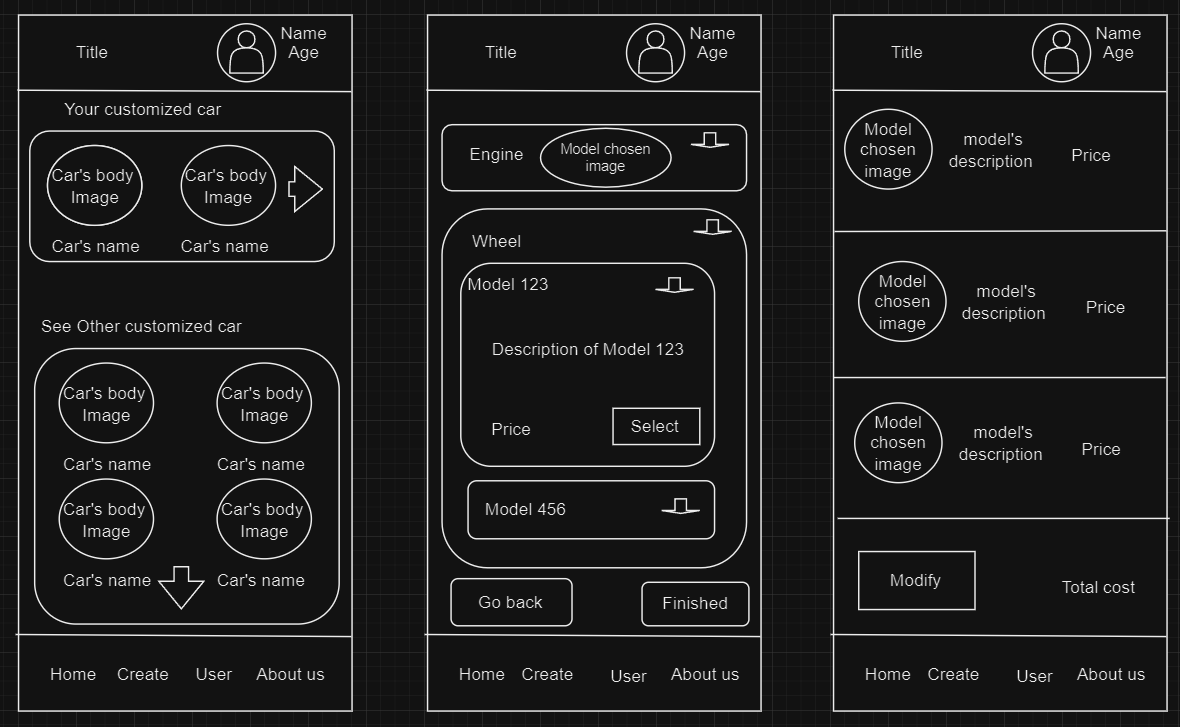 Title
Name
Age
Your customized car
Car's body
Image
Car's body
Image
Car's name
Car's name
See Other customized car
Car's body
Image
Car's body
Image
Car's name
Car's name
Car's body
Image
Car's body
Image
Car's name
Car's name
Home
Create
User
About us
Title
Name
Age
Engine
Model chosen
image
Wheel
Model 123
Description of Model 123
Price
Select
Model 456
Go back
Finished
Home
Create
User
About us
Title
Name
Age
Model
chosen
image
model's
description
Price
Model
chosen
image
model's
description
Price
Model
chosen
image
model's
description
Price
Modify
Total cost
Home
Create
User
About us